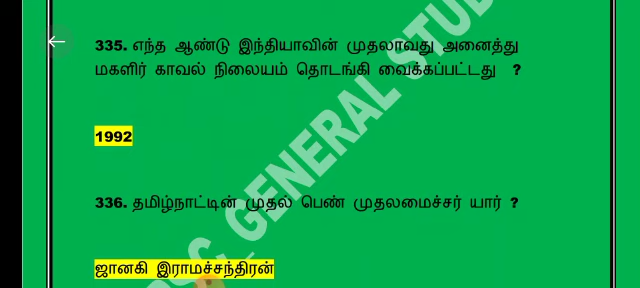 335. எந்த ஆண்டு இந்தியாவின் முதலாவது அனைத்து
மகளிர் காவல் நிலையம் தொடங்கி வைக்கப்பட்டது ?
1992
336. தமிழ்நாட்டின் முதல் பெண் முதலமைச்சர் யார் ?
ஜானகி இராமச்சந்திரன்
GENERAL